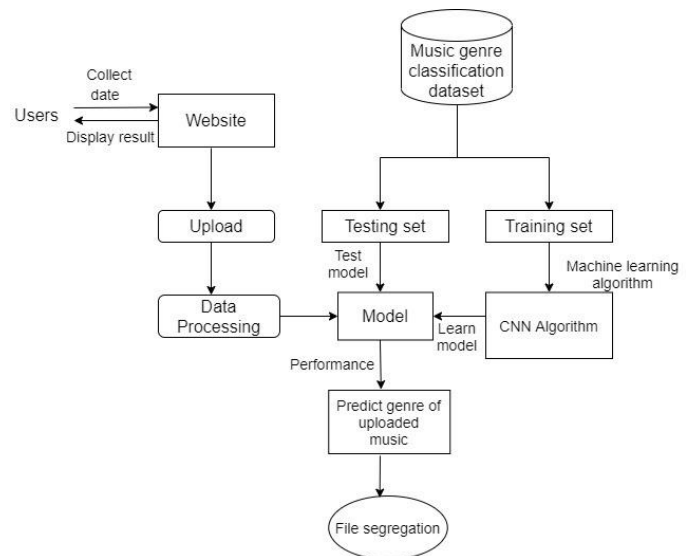 Music genre
classification
dataset
Collect
date
Users
Website
Display result
Upload
Testing set
Training set
Test
model
Machine learning
algorithm
Data
Processing
Model
Learn
model
CNN Algorithm
Performance
Predict genre of
uploaded
music
File segregation